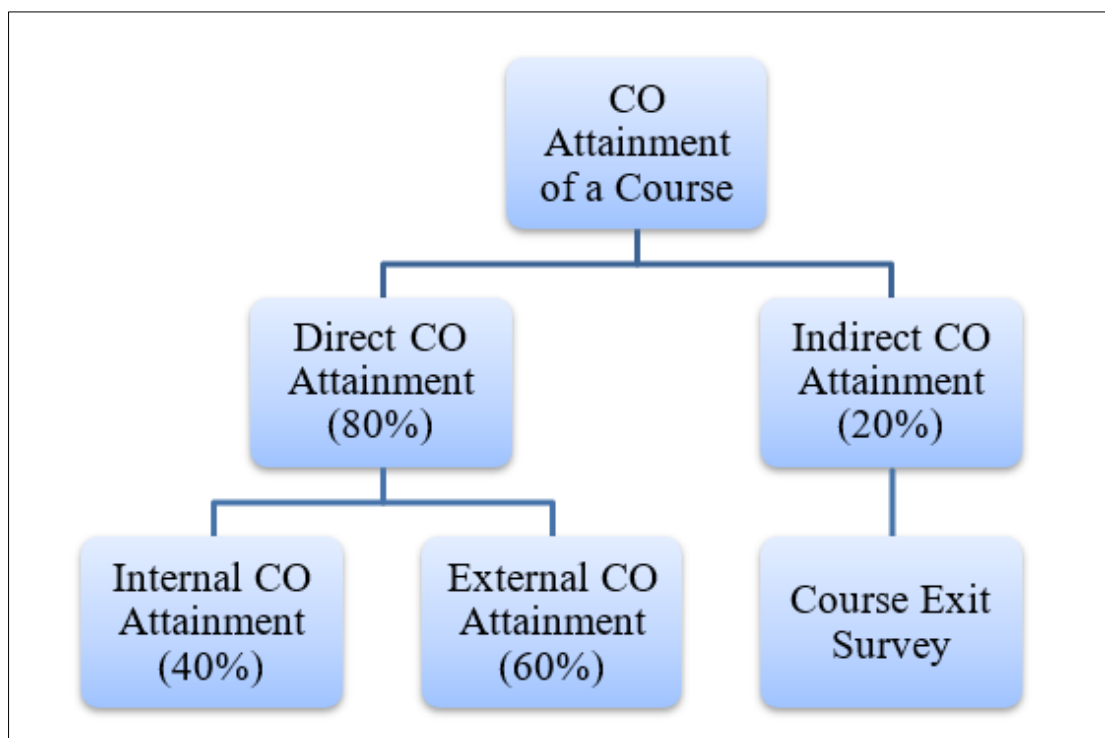 CO
Attainment
of a Course
Direct CO
Attainment
(80%)
Indirect CO
Attainment
(20%)
Internal CO
Attainment
(40%)
External CO
Attainment
(60%)
Course Exit
Survey